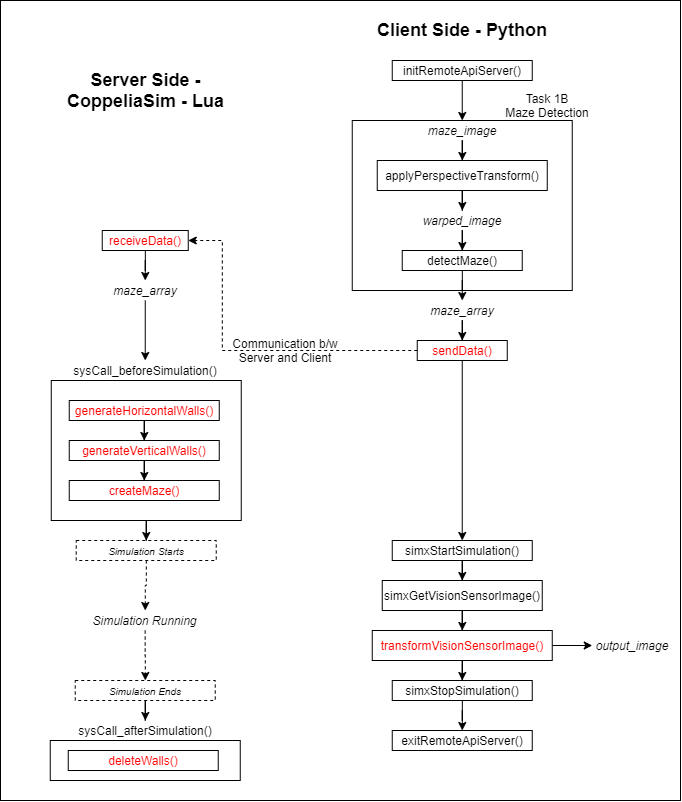 Client Side - Python
Server Side -
CoppeliaSim - Lua
initRemoteApiServer()
Task 1B
Maze Detection
maze_image
applyPerspectiveTransform()
warped_image
detectMaze()
maze_array
sendData()
Communication b/w
Server and Client
receiveData()
maze_array
sysCall_beforeSimulation()
generateHorizontalWalls()
generateVerticalWalls()
createMaze()
Simulation Starts
Simulation Running
Simulation Ends
sysCall_afterSimulation()
deleteWalls()
simxStartSimulation()
simxGetVisionSensorImage()
transformVisionSensorImage()
output_image
simxStopSimulation()
exitRemoteApiServer()